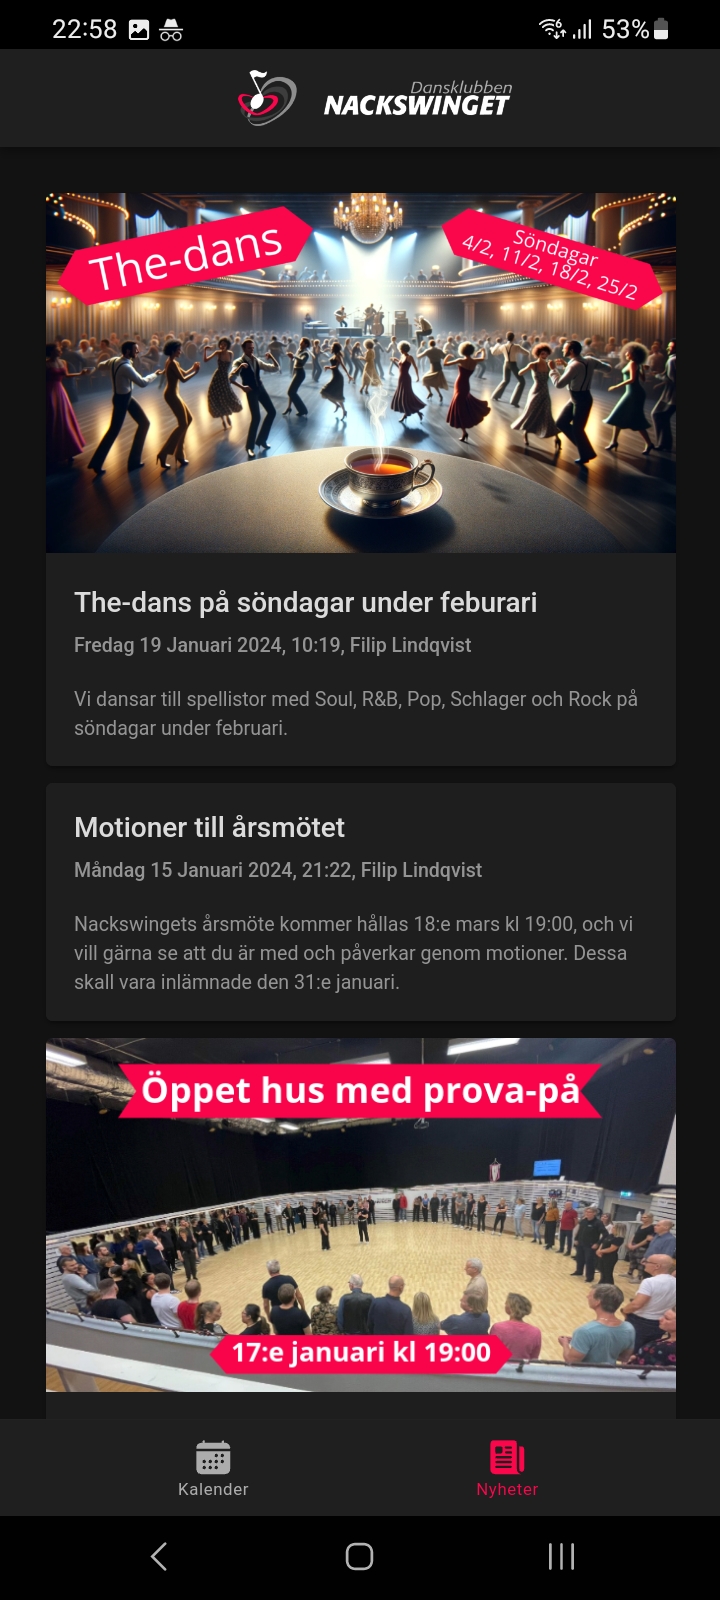 22:58
53%
Dansklubben
NACKSWINGET
The-dans
Söndagar
4/2, 11/2, 18/2, 25/2
The-dans på söndagar under feburari
Fredag 19 Januari 2024, 10:19, Filip Lindqvist
Vi dansar till spellistor med Soul, R&B, Pop, Schlager och Rock på
söndagar under februari.
Motioner till årsmötet
Måndag 15 Januari 2024, 21:22, Filip Lindqvist
Nackswingets årsmöte kommer hållas 18:e mars kl 19:00, och vi
vill gärna se att du är med och påverkar genom motioner. Dessa
skall vara inlämnade den 31:e januari.
Öppet hus med prova-på
17:e januari kl 19:00
Kalender
Nyheter